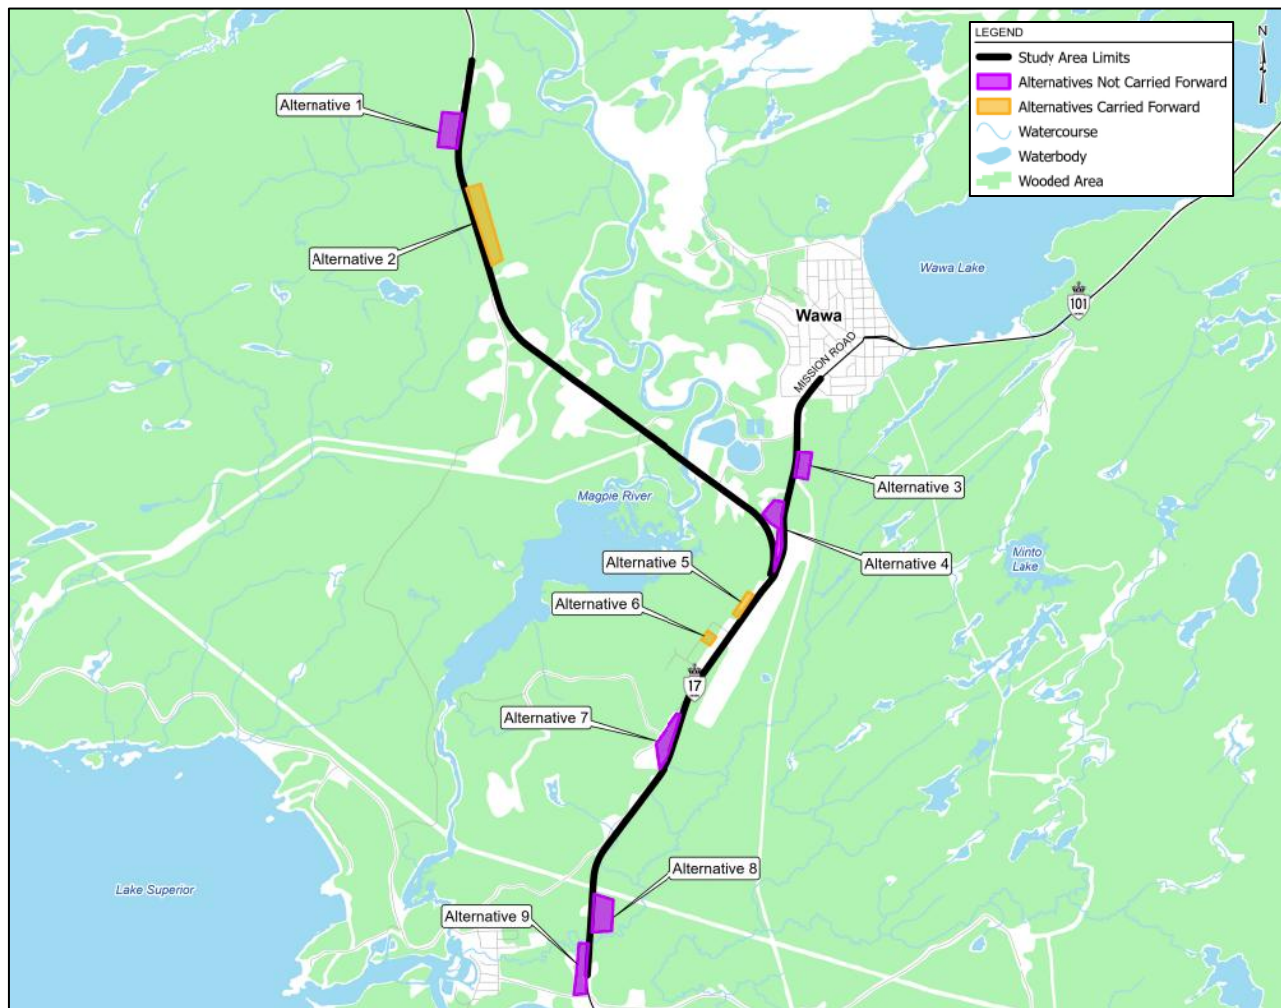 LEGEND
Study Area Limits
Alternatives Not Carried Forward
Alternatives Carried Forward
Watercourse
Waterbody
Wooded Area
N
Alternative 1
Alternative 2
Wawa Lake
101
Wawa
MISSION ROAD
Alternative 3
Magpie River
Alternative 4
Minto
Lake
Alternative 5
Alternative 6
17
Alternative 7
Alternative 8
Lake Superior
Alternative 9